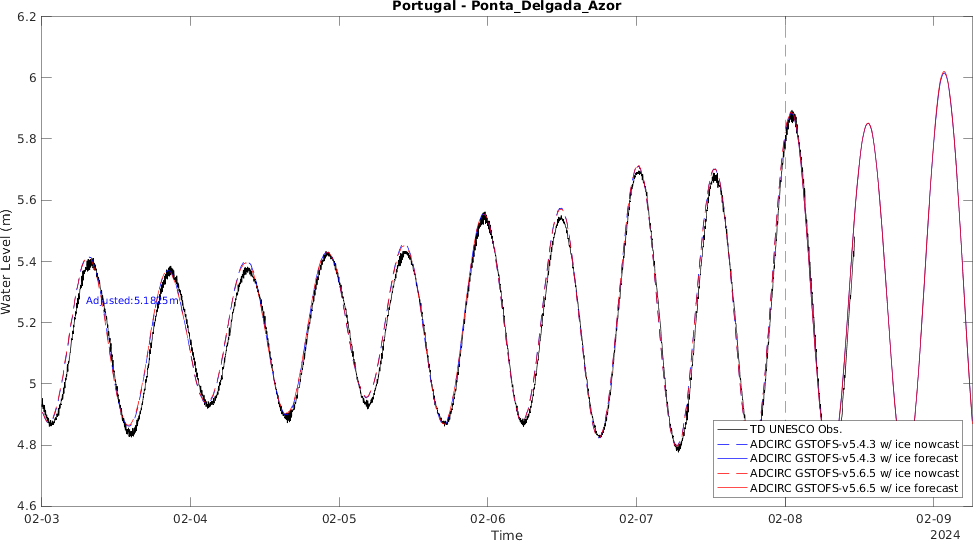 Portugal - Ponta_Delgada_Azor
6.2
6
5.8
5.6
5.4
5.2
5
4.8
4.6
Water Level (m)
Adjusted:5.1825m
TD UNESCO Obs.
ADCIRC GSTOFS-v5.4.3 w/ ice nowcast
ADCIRC GSTOFS-v5.4.3 w/ ice forecast
ADCIRC GSTOFS-v5.6.5 w/ ice nowcast
ADCIRC GSTOFS-v5.6.5 w/ ice forecast
02-03 02-04 02-05 02-06 02-07 02-08 02-09
Time 2024